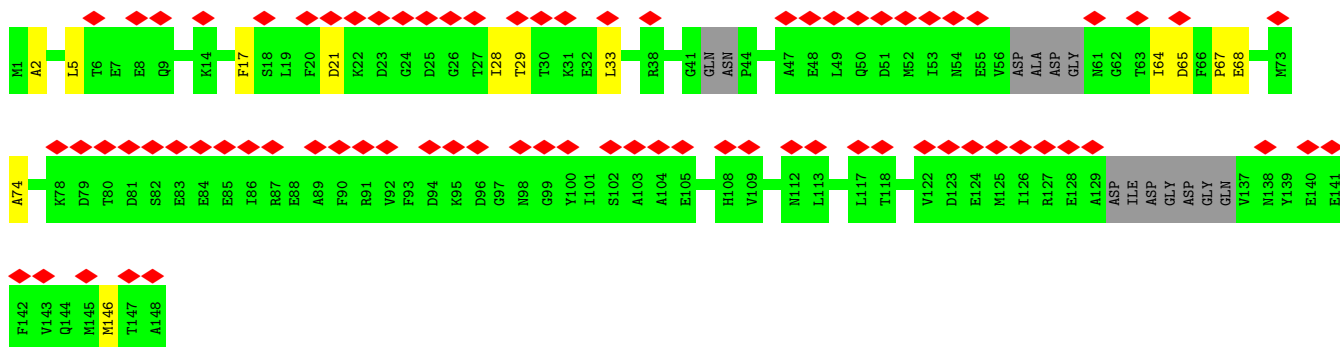 M1 A2 L5 T6 E7 E8 Q9 K14 F17 S18 L19 F20 D21 K22 D23 G24 D25 G26 T27 I28 T29 T30 K31 E32 L33 R38 G41 GLN ASN P44 A47 E48 L49 Q50 D51 M52 I53 N54 E55 V56 ASP ALA ASP GLY N61 G62 T63 I64 D65 F66 P67 E68 M73
A74 K78 D79 T80 D81 S82 E83 E84 E85 I86 R87 E88 A89 F90 R91 V92 F93 D94 K95 D96 G97 N98 G99 Y100 I101 S102 A103 A104 E105 H108 V109 N112 L113 L117 T118 V122 D123 E124 M125 I126 R127 E128 A129 ASP ILE ASP GLY ASP GLY GLN V137 N138 Y139 E140 E141
F142 V143 Q144 M145 M146 T147 A148